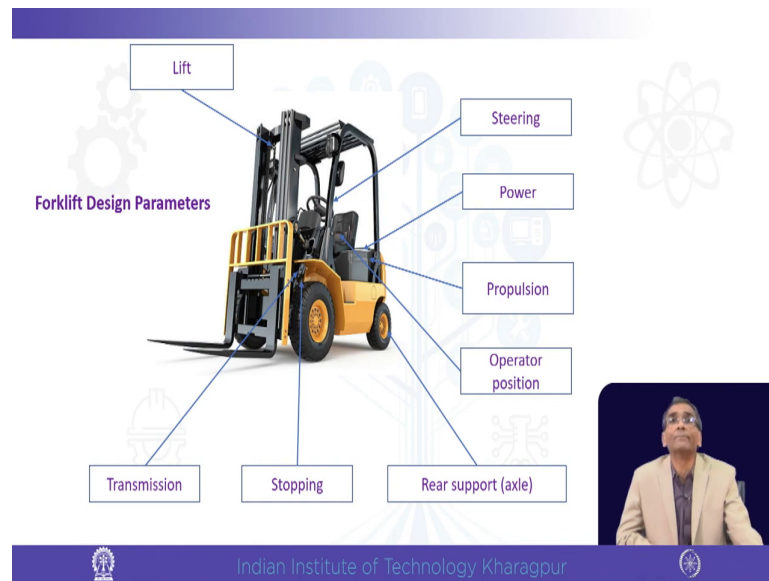 Lift
Steering
Forklift Design Parameters
Power
Propulsion
Operator
position
Transmission
Stopping
Rear support (axle)
Indian Institute of Technology Kharagpur